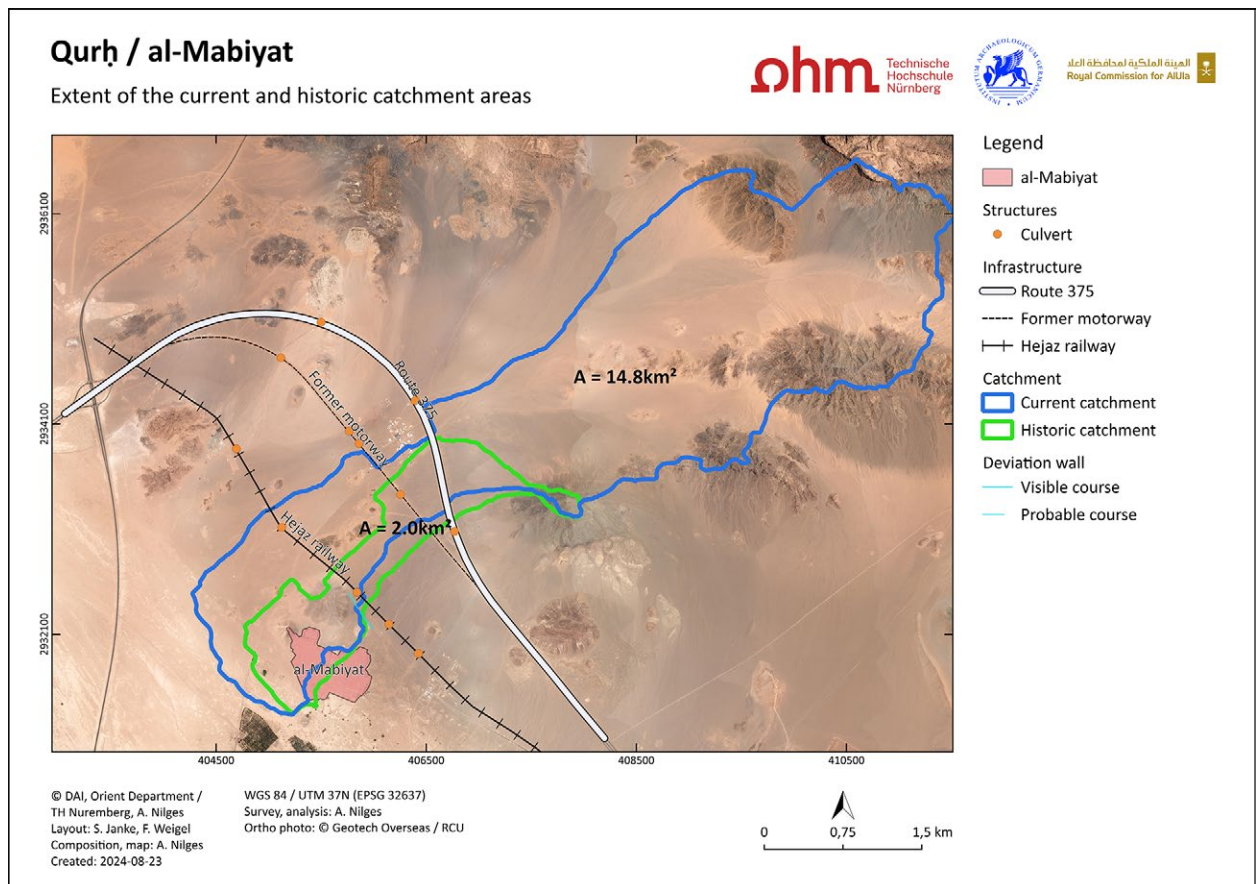 Qurḥ / al-Mabiyat
Extent of the current and historic catchment areas
ohm
Technische
Hochschule
Nürnberg
INSTITUTUM ARCHAEOLOGICUM GERMANICUM
الهيئة الملكية لمحافظة العلا
Royal Commission for AlUla
2936100
2934100
2932100
Route 375
Former motorway
Hejaz railway
A = 14.8km²
A = 2.0km²
al-Mabiyat
404500
406500
408500
410500
Legend
al-Mabiyat
Structures
Culvert
Infrastructure
Route 375
Former motorway
Hejaz railway
Catchment
Current catchment
Historic catchment
Deviation wall
Visible course
Probable course
© DAI, Orient Department /
TH Nuremberg, A. Nilges
Layout: S. Janke, F. Weigel
Composition, map: A. Nilges
Created: 2024-08-23
WGS 84 / UTM 37N (EPSG 32637)
Survey, analysis: A. Nilges
Ortho photo: © Geotech Overseas / RCU
0 0,75 1,5 km